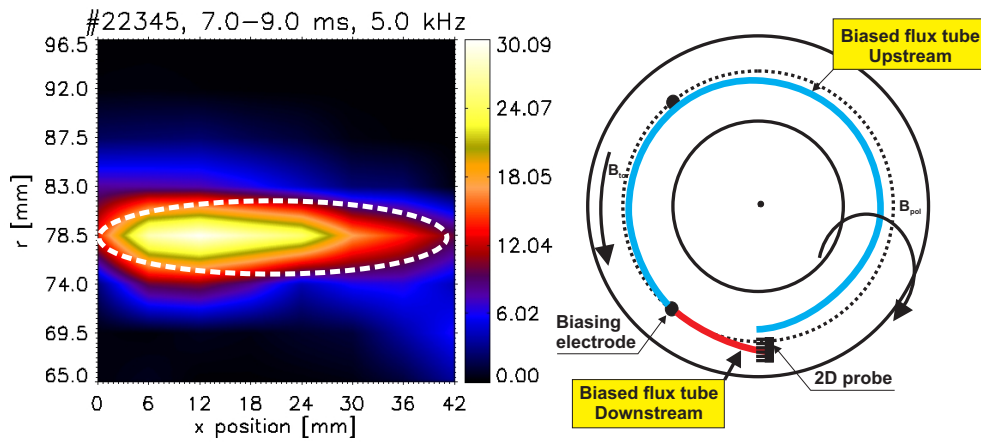 #22345, 7.0−9.0 ms, 5.0 kHz
r [mm]
96.5
92.0
87.5
83.0
78.5
74.0
69.5
65.0
0 6 12 18 24 30 36 42
x position [mm]
30.09
24.07
18.05
12.04
6.02
0.00
Biased flux tube
Upstream
B_tor
B_pol
Biasing
electrode
2D probe
Biased flux tube
Downstream